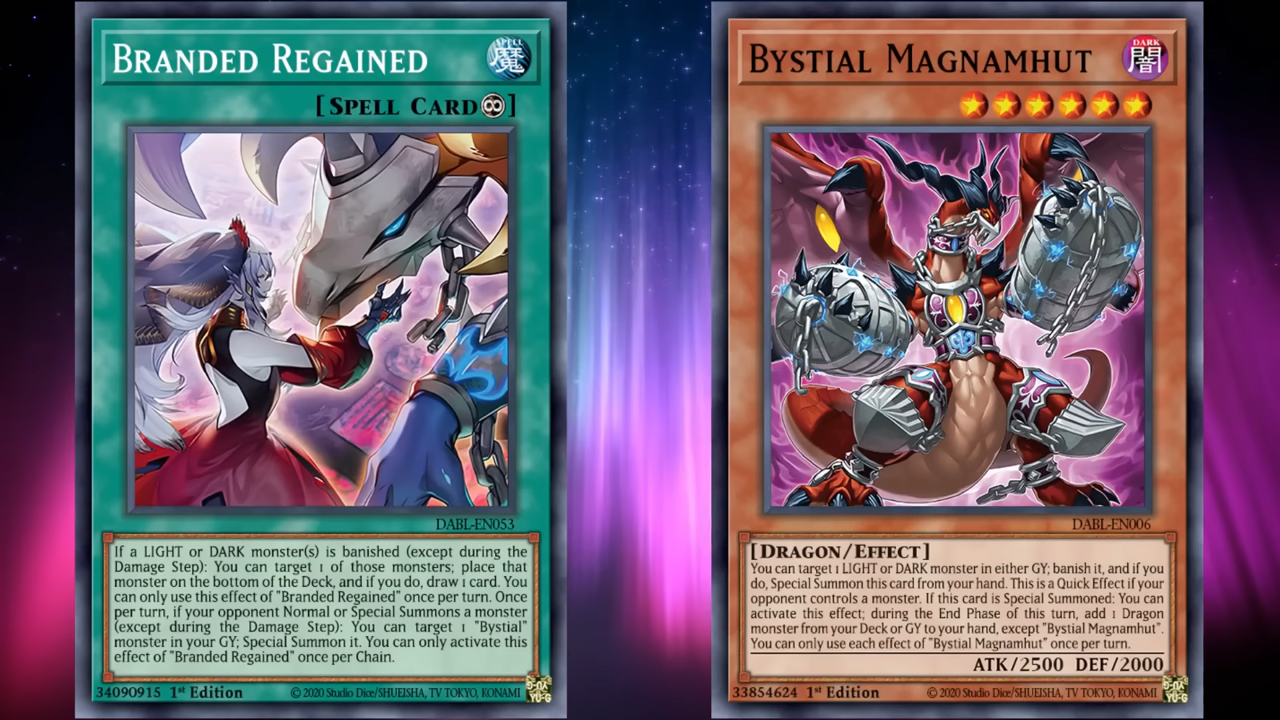 BRANDED REGAINED
SPELL
魔
[SPELL CARD∞]
DABL-EN053
If a LIGHT or DARK monster(s) is banished (except during the
Damage Step): You can target 1 of those monsters; place that
monster on the bottom of the Deck, and if you do, draw 1 card. You
can only use this effect of "Branded Regained" once per turn. Once
per turn, if your opponent Normal or Special Summons a monster
(except during the Damage Step): You can target 1 "Bystial"
monster in your GY; Special Summon it. You can only activate this
effect of "Branded Regained" once per Chain.
34090915 1st Edition
© 2020 Studio Dice/SHUEISHA, TV TOKYO, KONAMI
BYSTIAL MAGNAMHUT
DARK
闇
DABL-EN006
[DRAGON/EFFECT]
You can target 1 LIGHT or DARK monster in either GY; banish it, and if you
do, Special Summon this card from your hand. This is a Quick Effect if your
opponent controls a monster. If this card is Special Summoned: You can
activate this effect; during the End Phase of this turn, add 1 Dragon
monster from your Deck or GY to your hand, except "Bystial Magnamhut".
You can only use each effect of "Bystial Magnamhut" once per turn.
ATK/2500 DEF/2000
33854624 1st Edition
© 2020 Studio Dice/SHUEISHA, TV TOKYO, KONAMI